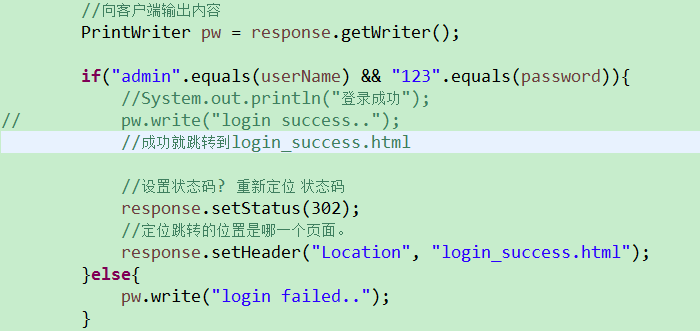 //向客户端输出内容
PrintWriter pw = response.getWriter();
if("admin".equals(userName) && "123".equals(password)){
//System.out.println("登录成功");
// pw.write("login success..");
//成功就跳转到login_success.html
//设置状态码? 重新定位 状态码
response.setStatus(302);
//定位跳转的位置是哪一个页面。
response.setHeader("Location", "login_success.html");
}else{
pw.write("login failed..");
}